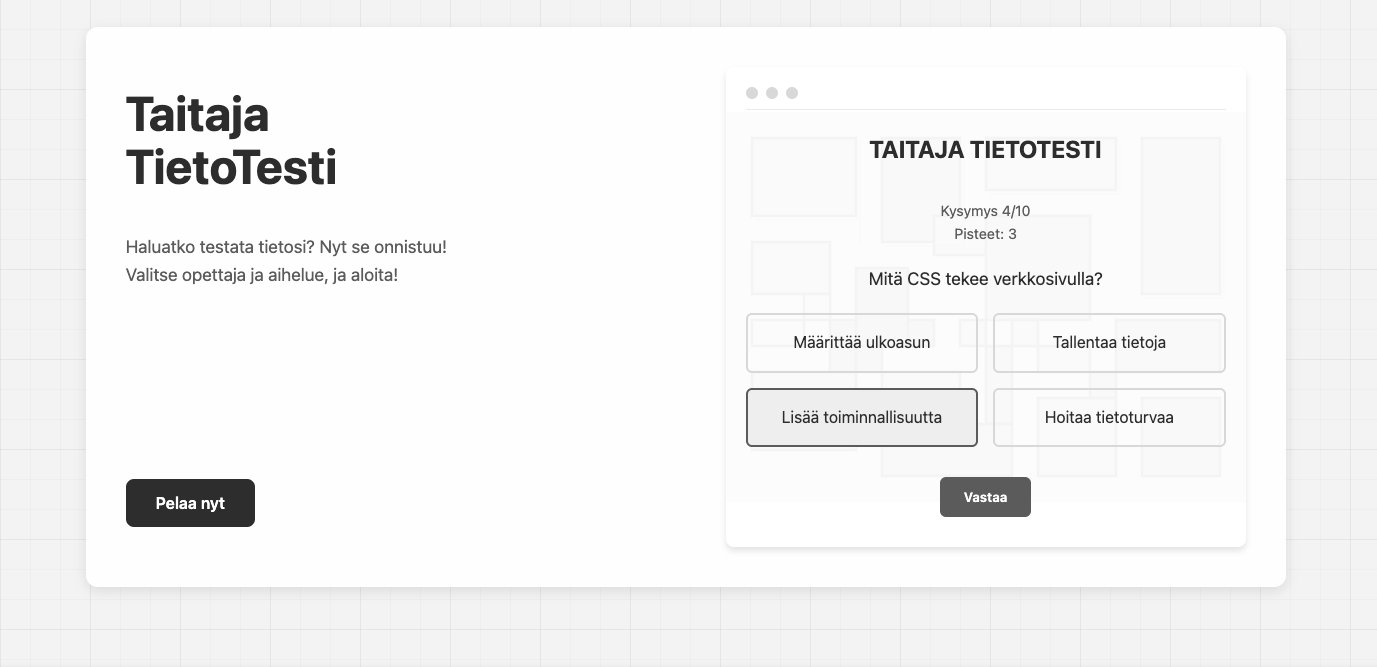 Taitaja
TietoTesti
Haluatko testata tietosi? Nyt se onnistuu!
Valitse opettaja ja aihelue, ja aloita!
Pelaa nyt
TAITAJA TIETOTESTI
Kysymys 4/10
Pisteet: 3
Mitä CSS tekee verkkosivulla?
Määrittää ulkoasun
Tallentaa tietoja
Lisää toiminnallisuutta
Hoitaa tietoturvaa
Vastaa